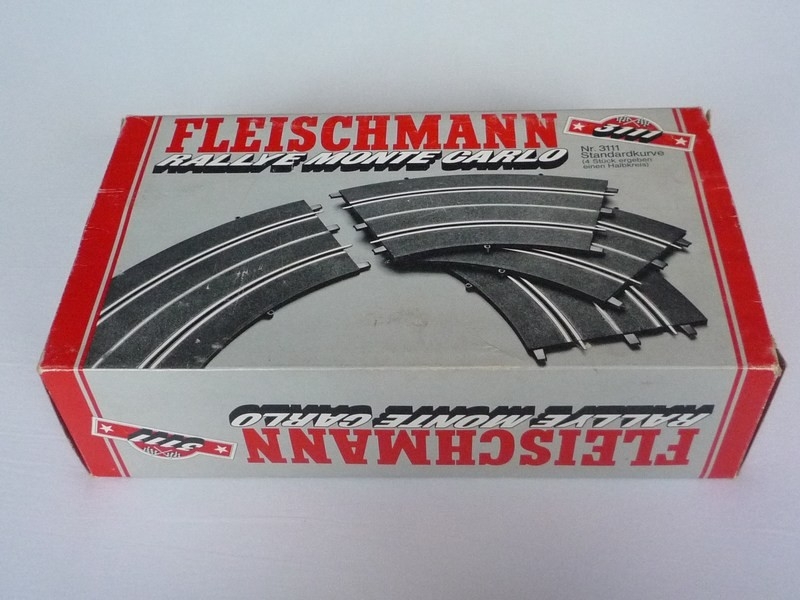 FLEISCHMANN
RALLYE MONTE CARLO
3111
Nr. 3111
Standardkurve
(4 Stück ergeben
einen Halbkreis)
FLEISCHMANN
RALLYE MONTE CARLO
3111